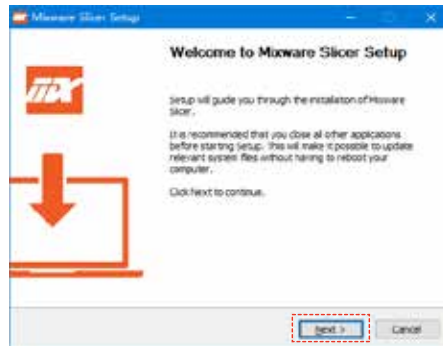 Mixware Slicer Setup
Welcome to Mixware Slicer Setup
Setup will guide you through the installation of Mixware
Slicer.
It is recommended that you close all other applications
before starting Setup. This will make it possible to update
relevant system files without having to reboot your
computer.
Click Next to continue.
Next >
Cancel